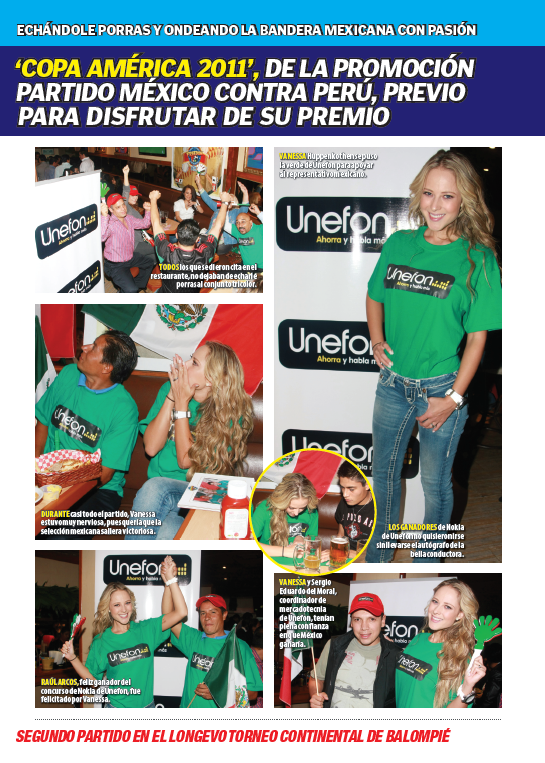 ECHÁNDOLE PORRAS Y ONDEANDO LA BANDERA MEXICANA CON PASIÓN
‘COPA AMÉRICA 2011’, DE LA PROMOCIÓN
PARTIDO MÉXICO CONTRA PERÚ, PREVIO
PARA DISFRUTAR DE SU PREMIO
Unefon
TODOS los que se dieron cita en el
restaurante, no dejaban de echarle
porras al conjunto tricolor.
VANESSA Huppenkothen se puso
la verde de Unefon para apoyar
al representativo mexicano.
Unefon
Ahorra y habla más
Unefon
Unefon
Ahorra y habla más
Unefon
Unefon
DURANTE casi todo el partido, Vanessa
estuvo muy nerviosa, pues quería que la
selección mexicana saliera victoriosa.
LOS GANADORES de Nokia
de Unefon no quisieron irse
sin llevarse el autógrafo de la
bella conductora.
Unefon
Ahorra y habla más
Unefon
RAÚL ARCOS, feliz ganador del
concurso de Nokia de Unefon, fue
felicitado por Vanessa.
VANESSA y Sergio
Eduardo del Moral,
coordinador de
mercadotecnia
de Unefon, tenían
plena confianza
en que México
ganaría.
Unefon
SEGUNDO PARTIDO EN EL LONGEVO TORNEO CONTINENTAL DE BALOMPIÉ